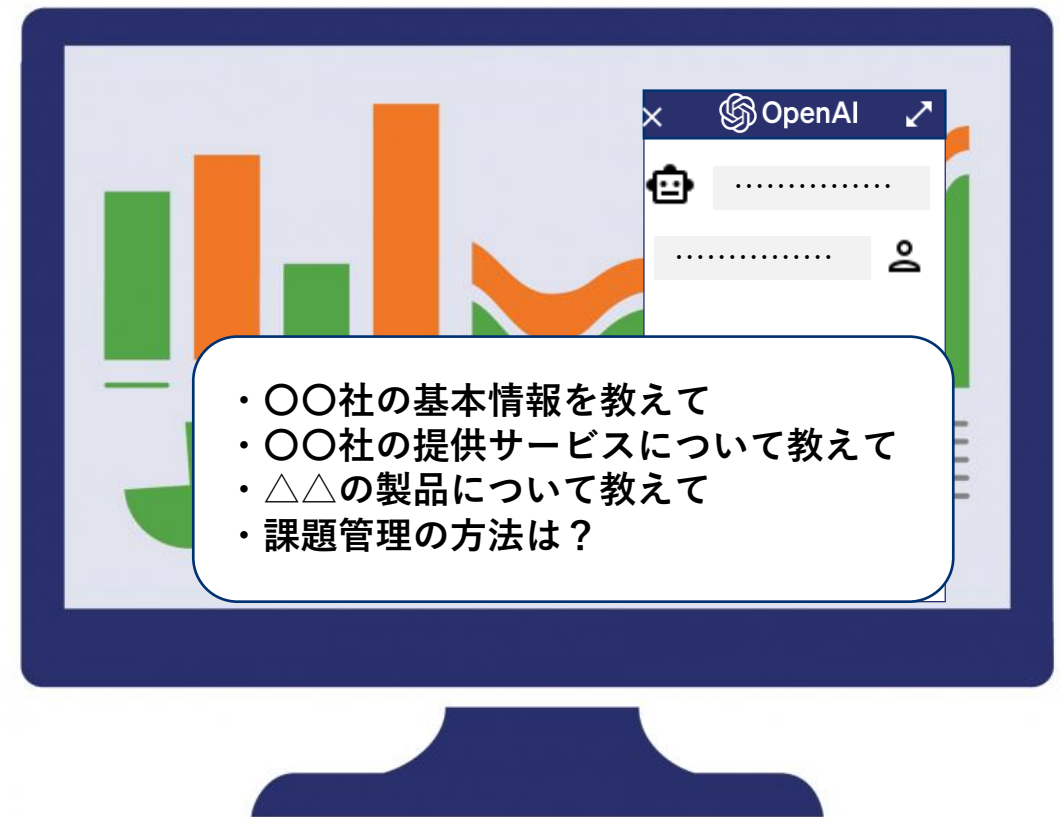 OpenAI
……………
……………
・〇〇社の基本情報を教えて
・〇〇社の提供サービスについて教えて
・△△の製品について教えて
・課題管理の方法は？